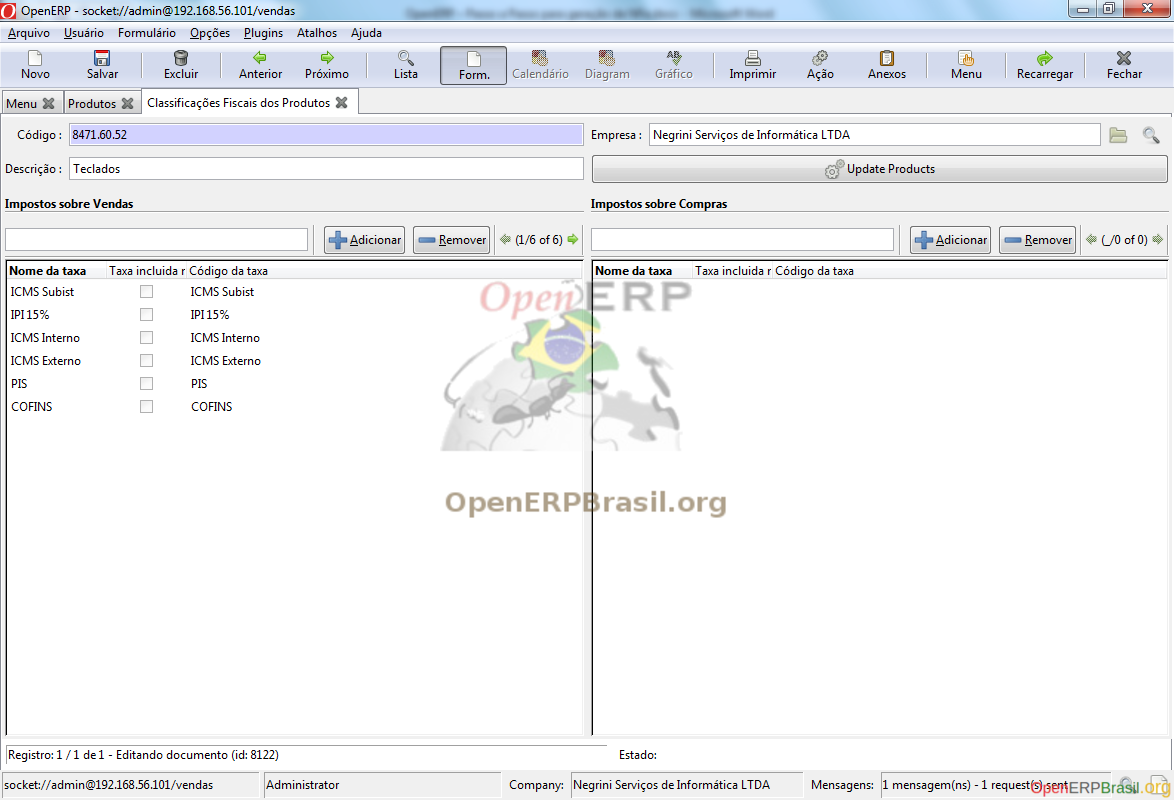 OpenERP - socket://admin@192.168.56.101/vendas
Arquivo Usuário Formulário Opções Plugins Atalhos Ajuda
Novo Salvar Excluir Anterior Próximo Lista Form. Calendário Diagram Gráfico Imprimir Ação Anexos Menu Recarregar Fechar
Menu Produtos Classificações Fiscais dos Produtos
Código : 8471.60.52 Empresa : Negrini Serviços de Informática LTDA
Descrição : Teclados Update Products
Impostos sobre Vendas Impostos sobre Compras
Adicionar Remover (1/6 of 6) Adicionar Remover (_/0 of 0)
Nome da taxa Taxa incluida r Código da taxa Nome da taxa Taxa incluida r Código da taxa
ICMS Subist ICMS Subist
IPI 15% IPI 15%
ICMS Interno ICMS Interno
ICMS Externo ICMS Externo
PIS PIS
COFINS COFINS
OpenERP
OpenERPBrasil.org
Registro: 1 / 1 de 1 - Editando documento (id: 8122) Estado:
socket://admin@192.168.56.101/vendas Administrator Company: Negrini Serviços de Informática LTDA Mensagens: 1 mensagem(ns) - 1 request(s) sent
OpenERPBrasil.org